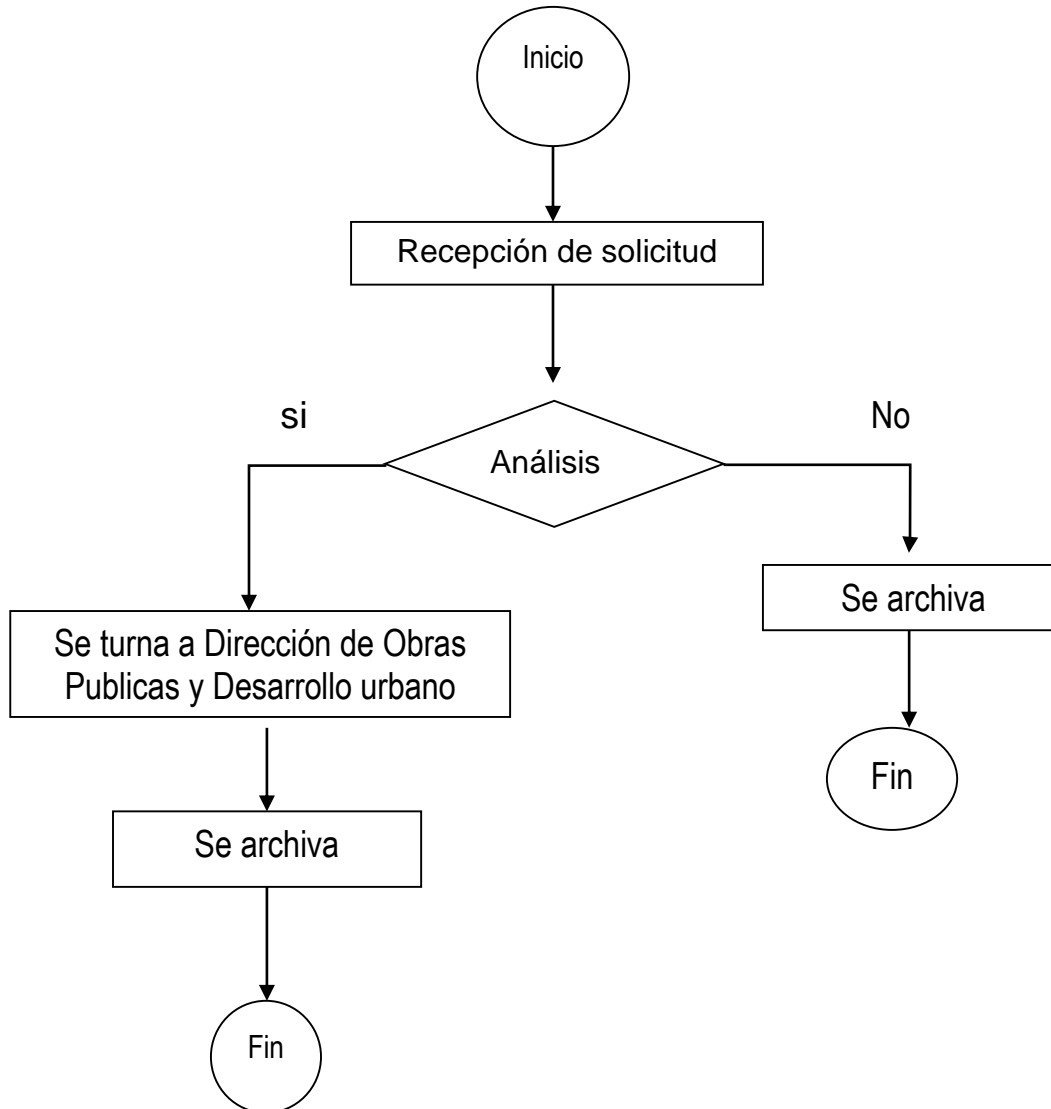 Inicio
Recepción de solicitud
si
No
Análisis
Se archiva
Se turna a Dirección de Obras
Publicas y Desarrollo urbano
Fin
Se archiva
Fin